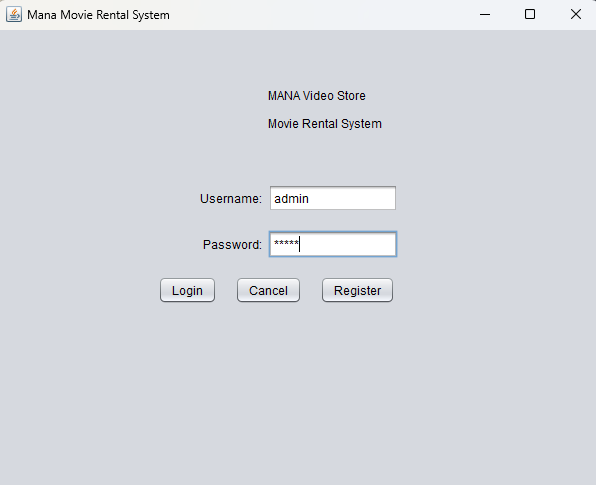 Mana Movie Rental System
MANA Video Store
Movie Rental System
Username: admin
Password: *****
Login Cancel Register